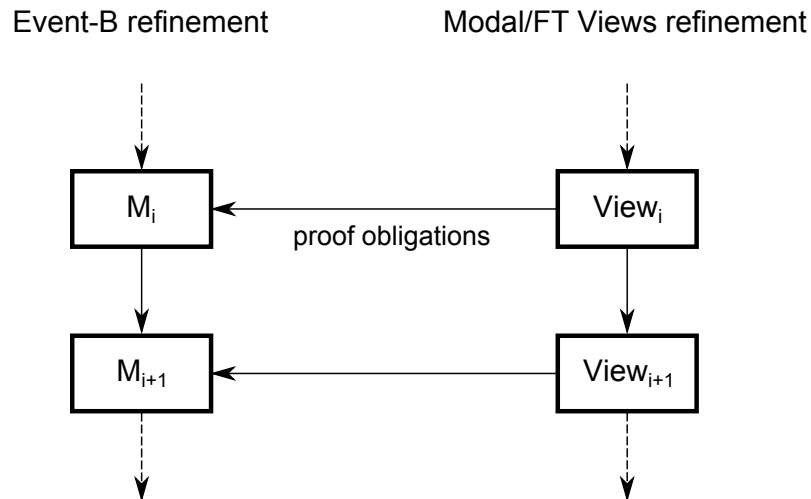 Event-B refinement
Modal/FT Views refinement
Mᵢ
Viewᵢ
proof obligations
Mᵢ₊₁
Viewᵢ₊₁